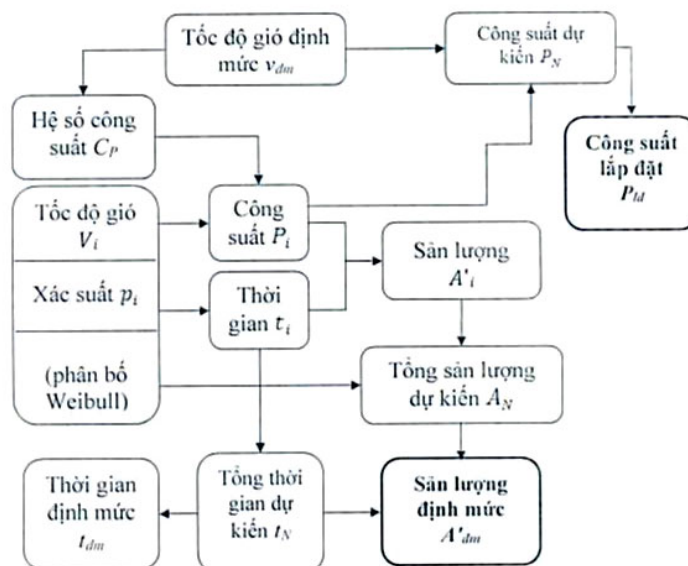 Tốc độ gió định
mức v_đm
Công suất dự
kiến P_N
Hệ số công
suất C_P
Công suất
lắp đặt
P_lđ
Tốc độ gió
V_i
Công
suất P_i
Sản lượng
A'_i
Xác suất p_i
Thời
gian t_i
(phân bố
Weibull)
Tổng sản lượng
dự kiến A_N
Thời gian
định mức
t_đm
Tổng thời
gian dự
kiến t_N
Sản lượng
định mức
A'_đm